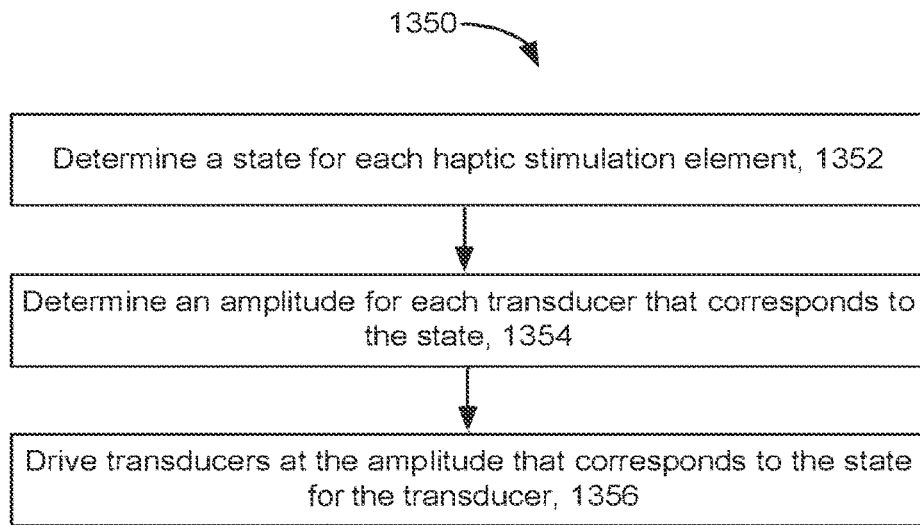 1350
Determine a state for each haptic stimulation element, 1352
Determine an amplitude for each transducer that corresponds to
the state, 1354
Drive transducers at the amplitude that corresponds to the state
for the transducer, 1356